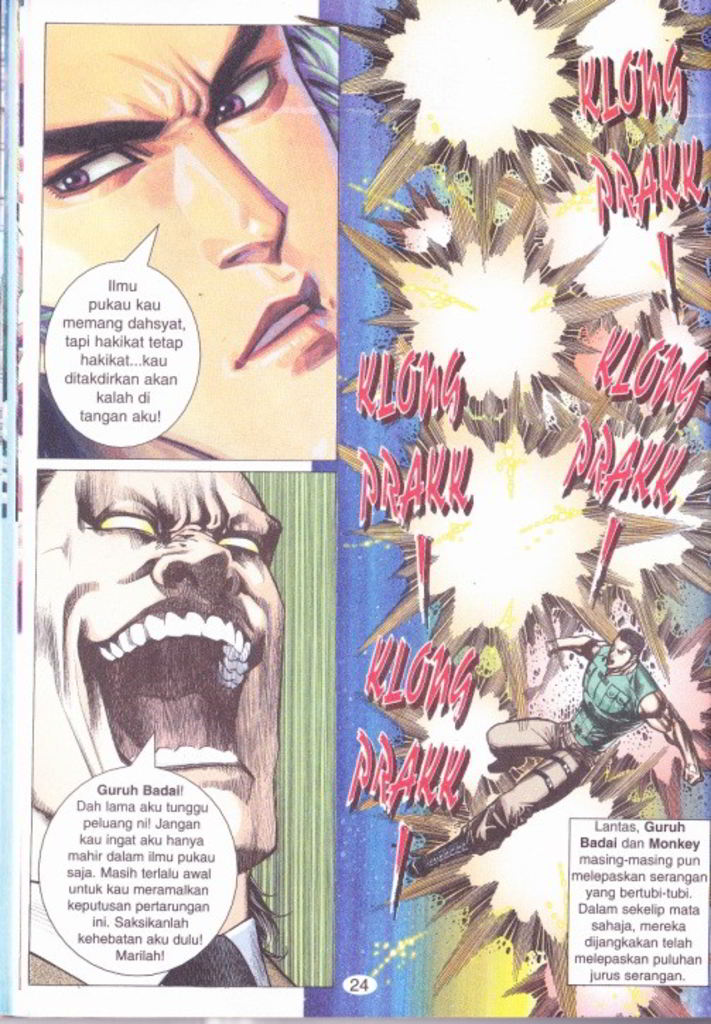 Ilmu
pukau kau
memang dahsyat,
tapi hakikat tetap
hakikat...kau
ditakdirkan akan
kalah di
tangan aku!
Guruh Badai!
Dah lama aku tunggu
peluang ni! Jangan
kau ingat aku hanya
mahir dalam ilmu pukau
saja. Masih terlalu awal
untuk kau meramalkan
keputusan pertarungan
ini. Saksikanlah
kehebatan aku dulu!
Marilah!
KLONG
PRAKK
!
KLONG
PRAKK
!
KLONG
PRAKK
!
KLONG
PRAKK
!
Lantas, Guruh
Badai dan Monkey
masing-masing pun
melepaskan serangan
yang bertubi-tubi.
Dalam sekelip mata
sahaja, mereka
dijangkakan telah
melepaskan puluhan
jurus serangan.
24